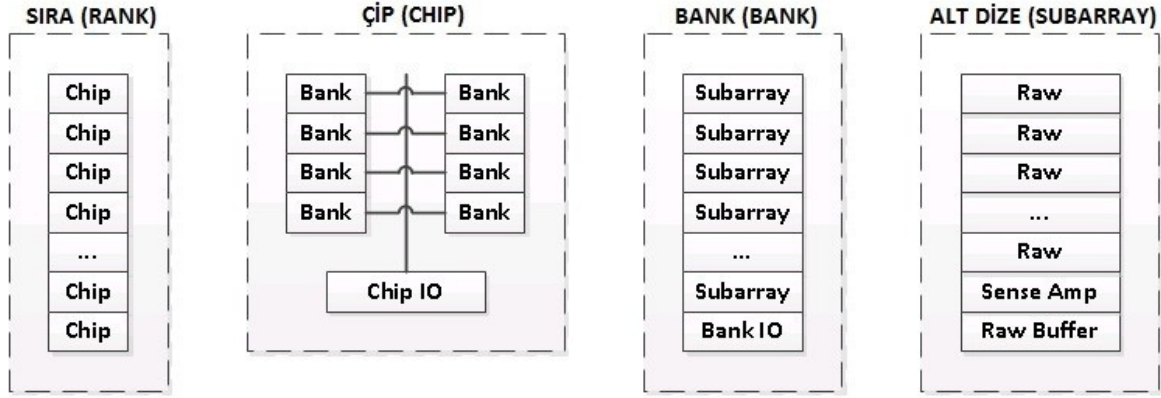 SIRA (RANK)
Chip
Chip
Chip
Chip
...
Chip
Chip
ÇİP (CHIP)
Bank Bank
Bank Bank
Bank Bank
Bank Bank
Chip IO
BANK (BANK)
Subarray
Subarray
Subarray
Subarray
...
Subarray
Bank IO
ALT DİZE (SUBARRAY)
Raw
Raw
Raw
...
Raw
Sense Amp
Raw Buffer